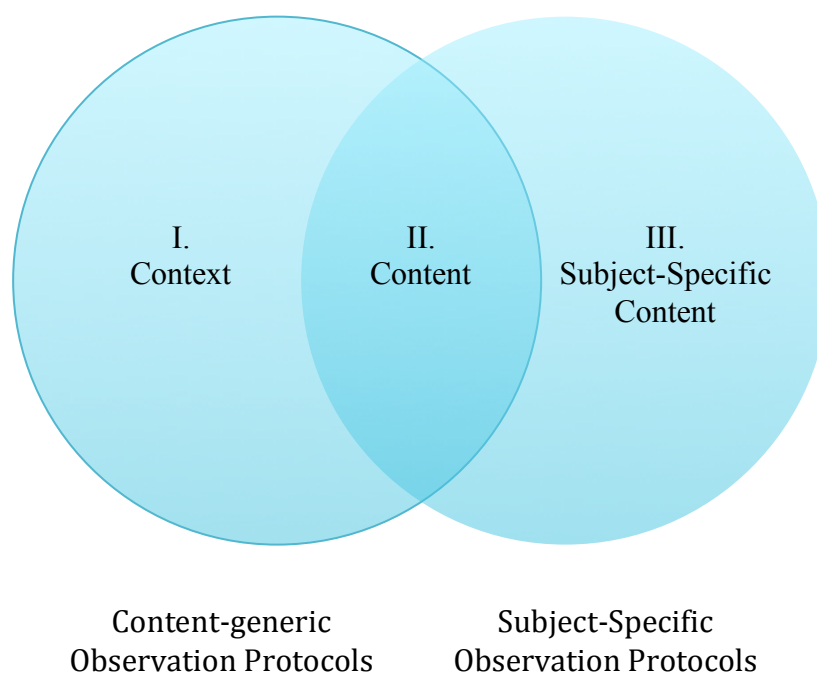 I.
Context
II.
Content
III.
Subject-Specific
Content
Content-generic
Observation Protocols
Subject-Specific
Observation Protocols